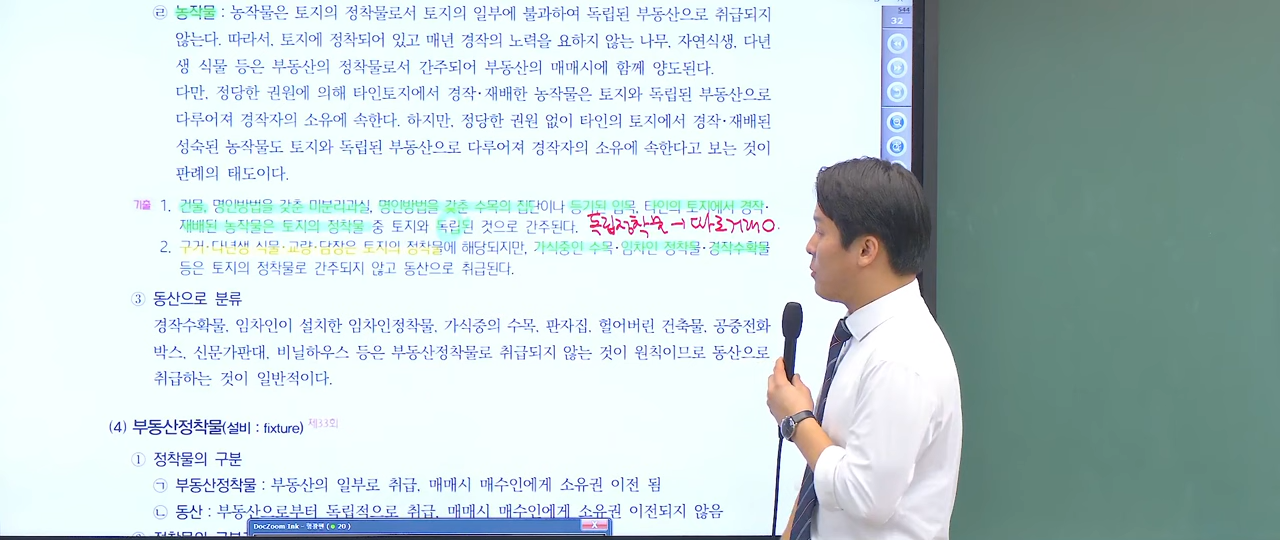 ㉣ 농작물 : 농작물은 토지의 정착물로서 토지의 일부에 불과하여 독립된 부동산으로 취급되지
않는다. 따라서, 토지에 정착되어 있고 매년 경작의 노력을 요하지 않는 나무, 자연식생, 다년
생 식물 등은 부동산의 정착물로서 간주되어 부동산의 매매시에 함께 양도된다.
다만, 정당한 권원에 의해 타인토지에서 경작·재배한 농작물은 토지와 독립된 부동산으로
다루어져 경작자의 소유에 속한다. 하지만, 정당한 권원 없이 타인의 토지에서 경작·재배된
성숙된 농작물도 토지와 독립된 부동산으로 다루어져 경작자의 소유에 속한다고 보는 것이
판례의 태도이다.
기출 1. 건물, 명인방법을 갖춘 미분리과실, 명인방법을 갖춘 수목의 집단이나 등기된 입목, 타인의 토지에서 경작·
재배된 농작물은 토지의 정착물 중 토지와 독립된 것으로 간주된다. 독립정착물 → 따로거래O
2. 구거·다년생 식물·교량·담장은 토지의 정착물에 해당되지만, 가식중인 수목·임차인 정착물·경작수확물
등은 토지의 정착물로 간주되지 않고 동산으로 취급된다.
③ 동산으로 분류
경작수확물, 임차인이 설치한 임차인정착물, 가식중의 수목, 판자집, 헐어버린 건축물, 공중전화
박스, 신문가판대, 비닐하우스 등은 부동산정착물로 취급되지 않는 것이 원칙이므로 동산으로
취급하는 것이 일반적이다.
(4) 부동산정착물(설비 : fixture) 제33회
① 정착물의 구분
㉠ 부동산정착물 : 부동산의 일부로 취급, 매매시 매수인에게 소유권 이전 됨
㉡ 동산 : 부동산으로부터 독립적으로 취급, 매매시 매수인에게 소유권 이전되지 않음
DocZoom Ink - 형광펜 ( 20 )
32